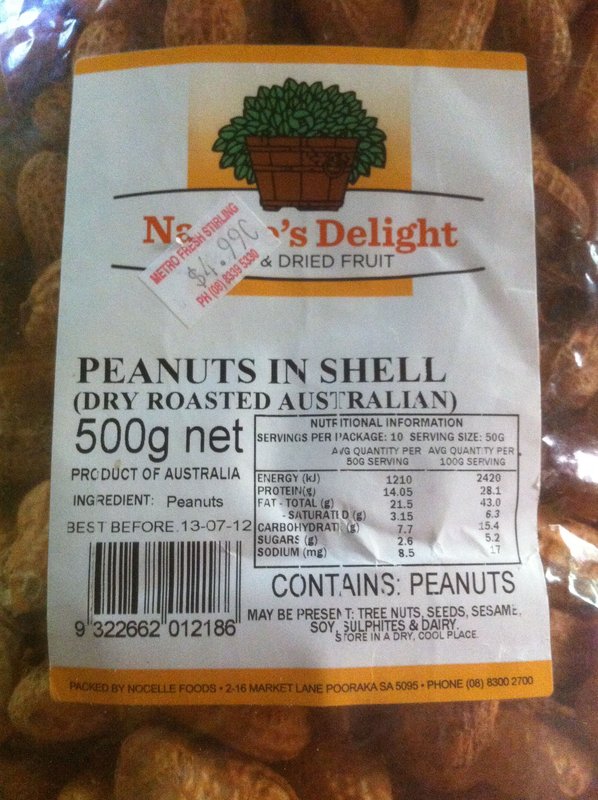 Na e's Delight
& DRIED FRUIT
METRO FRESH STIRLING
$4.99C
PH (08) 8339 5330
PEANUTS IN SHELL
(DRY ROASTED AUSTRALIAN)
500g net
PRODUCT OF AUSTRALIA
INGREDIENT: Peanuts
BEST BEFORE.13-07-12
NUTRITIONAL INFORMATION
SERVINGS PER PACKAGE: 10 SERVING SIZE: 50G
AVG QUANTITY PER AVG QUANTITY PER
50G SERVING 100G SERVING
ENERGY (kJ) 1210 2420
PROTEIN(g) 14.05 28.1
FAT - TOTAL (g) 21.5 43.0
- SATURATED (g) 3.15 6.3
CARBOHYDRATE (g) 7.7 15.4
SUGARS (g) 2.6 5.2
SODIUM (mg) 8.5 17
9 322662 012186
CONTAINS: PEANUTS
MAY BE PRESENT: TREE NUTS, SEEDS, SESAME,
SOY, SULPHITES & DAIRY.
STORE IN A DRY, COOL PLACE.
PACKED BY NOCELLE FOODS • 2-16 MARKET LANE POORAKA SA 5095 • PHONE (08) 8300 2700